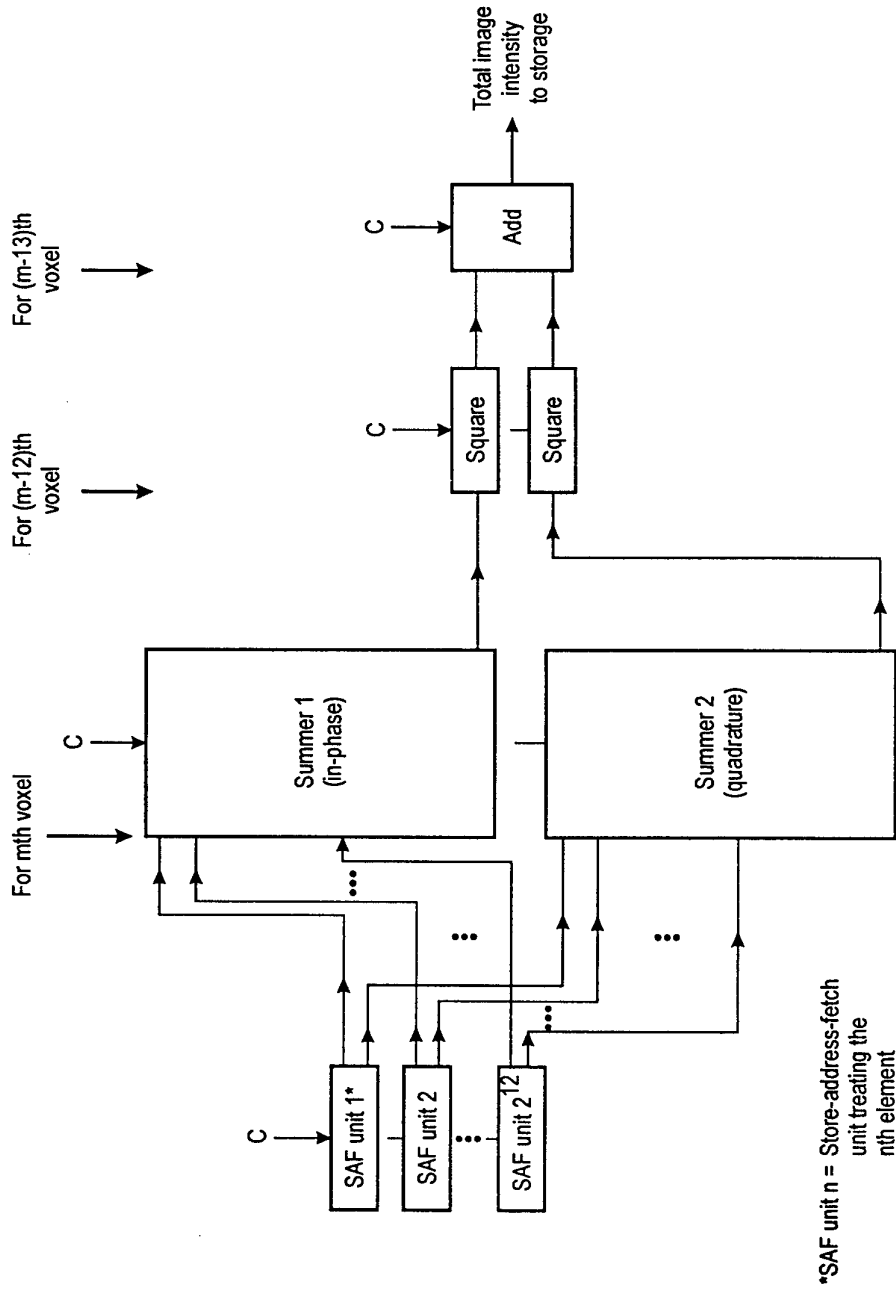 For mth voxel
For (m-12)th
voxel
For (m-13)th
voxel
C
SAF unit 1*
SAF unit 2
•••
SAF unit 2¹²
•••
•••
•••
•••
C
Summer 1
(in-phase)
Summer 2
(quadrature)
C
Square
Square
C
Add
Total image
intensity
to storage
*SAF unit n = Store-address-fetch
unit treating the
nth element